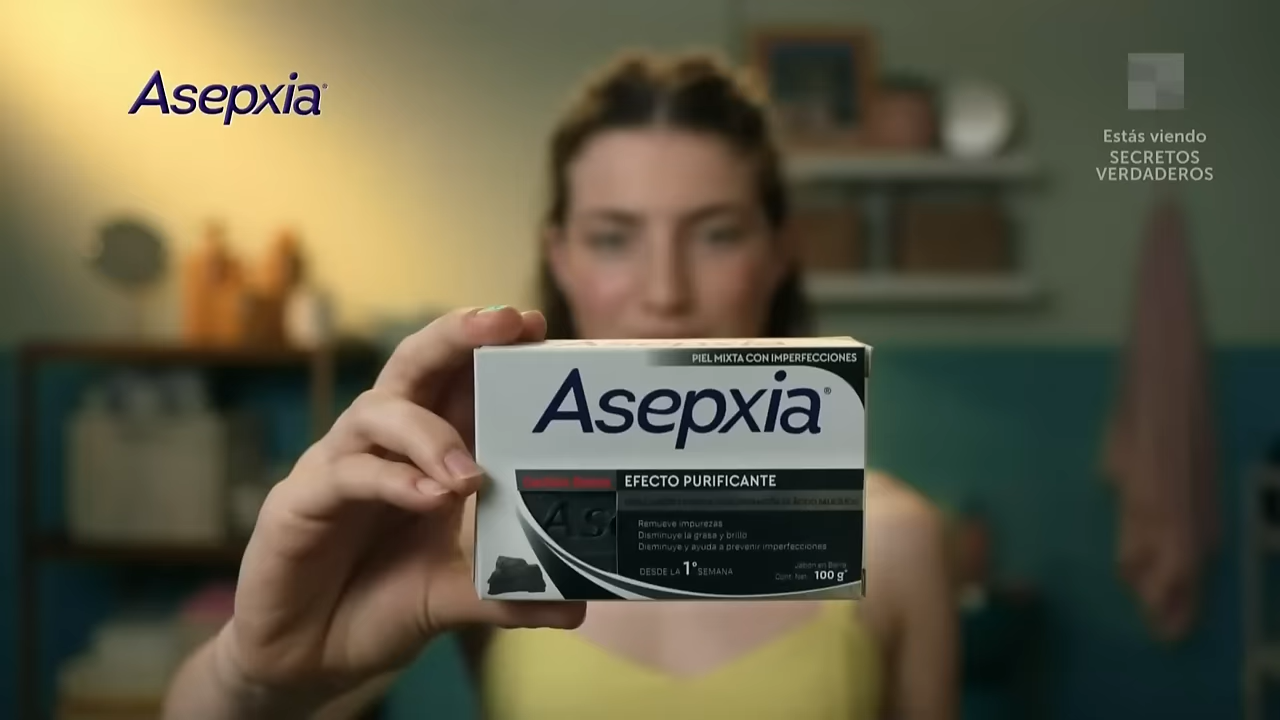 Asepxia
Estás viendo
SECRETOS
VERDADEROS
PIEL MIXTA CON IMPERFECCIONES
Asepxia®
EFECTO PURIFICANTE
Remueve impurezas
Disminuye la grasa y brillo
Disminuye y ayuda a prevenir imperfecciones
DESDE LA 1ª SEMANA
Jabón en Barra
Cont. Net. 100 g